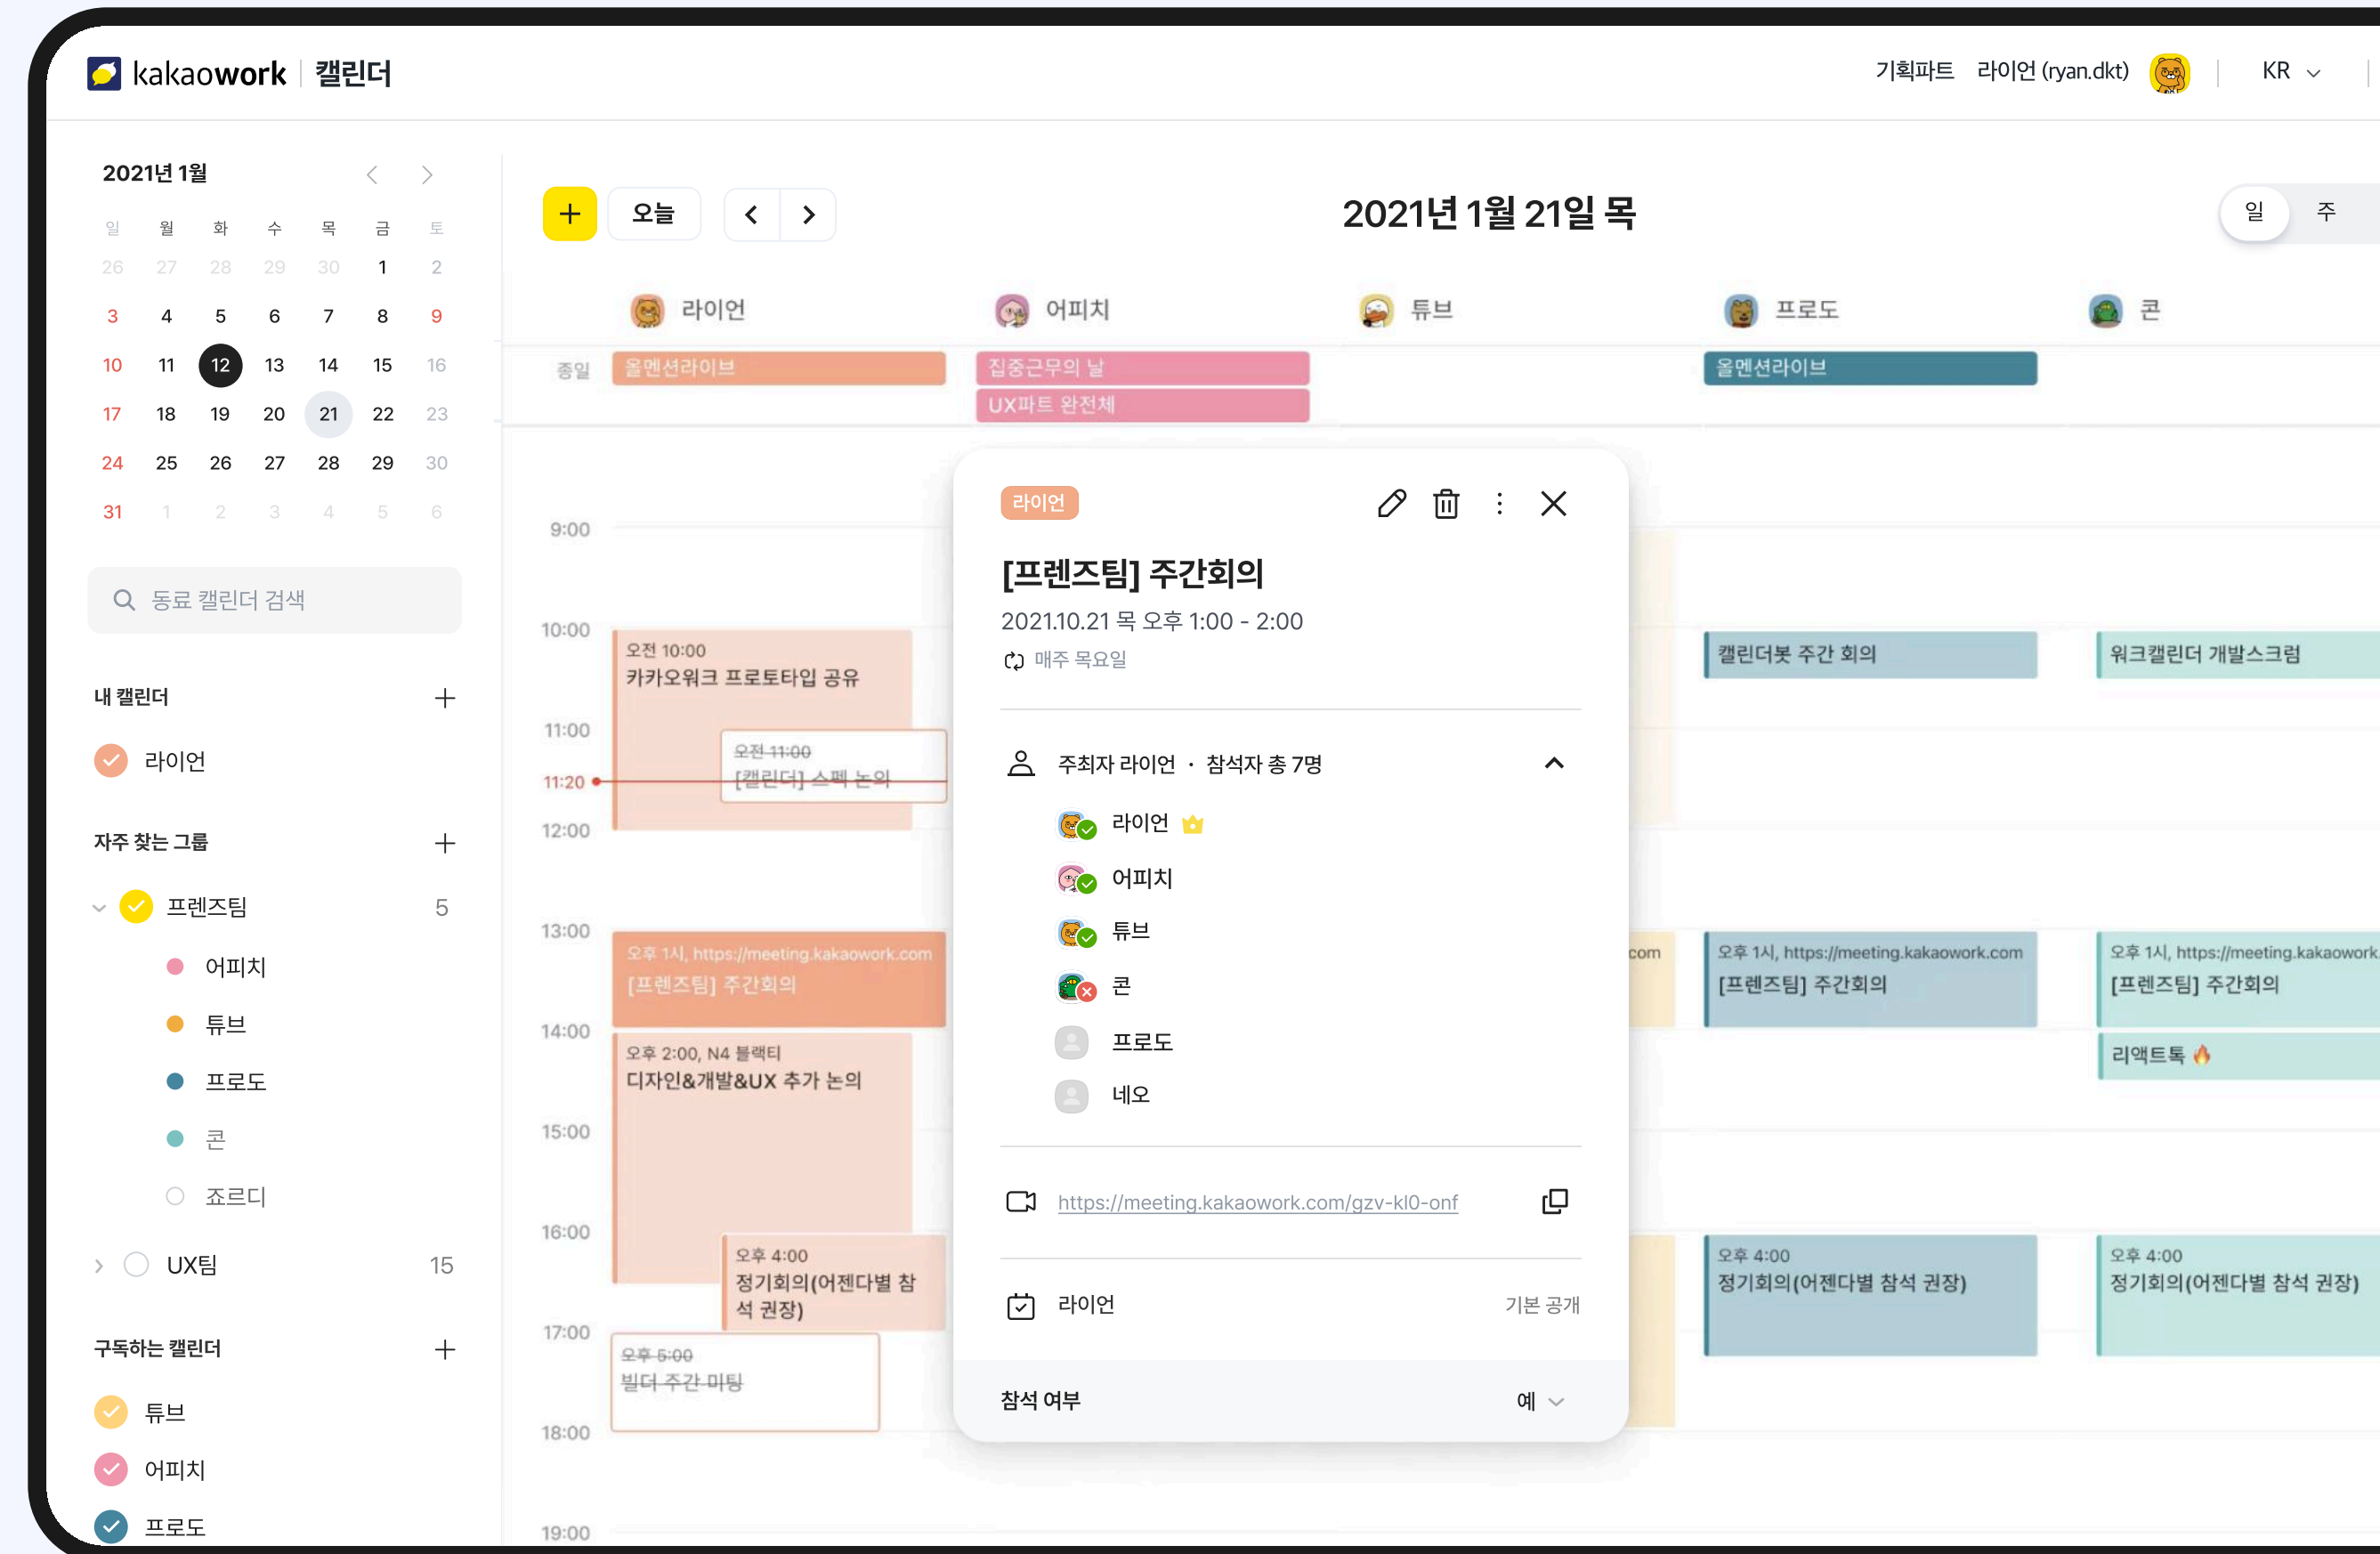 kakaowork 캘린더
기획파트 라이언 (ryan.dkt) KR
2021년 1월
일 월 화 수 목 금 토
26 27 28 29 30 1 2
3 4 5 6 7 8 9
10 11 12 13 14 15 16
17 18 19 20 21 22 23
24 25 26 27 28 29 30
31 1 2 3 4 5 6
동료 캘린더 검색
내 캘린더
라이언
자주 찾는 그룹
프렌즈팀 5
어피치
튜브
프로도
콘
죠르디
UX팀 15
구독하는 캘린더
튜브
어피치
프로도
오늘
2021년 1월 21일 목
일 주
라이언 어피치 튜브 프로도 콘
종일
올멘션라이브
집중근무의 날
UX파트 완전체
올멘션라이브
9:00
10:00
11:00
11:20
12:00
13:00
14:00
15:00
16:00
17:00
18:00
19:00
오전 10:00
카카오워크 프로토타입 공유
오전 11:00
[캘린더] 스펙 논의
오후 1시, https://meeting.kakaowork.com
[프렌즈팀] 주간회의
오후 2:00, N4 블랙티
디자인&개발&UX 추가 논의
오후 4:00
정기회의(어젠다별 참
석 권장)
오후 5:00
빌더 주간 미팅
라이언
[프렌즈팀] 주간회의
2021.10.21 목 오후 1:00 - 2:00
매주 목요일
주최자 라이언 · 참석자 총 7명
라이언
어피치
튜브
콘
프로도
네오
https://meeting.kakaowork.com/gzv-kl0-onf
라이언 기본 공개
참석 여부 예
com
캘린더봇 주간 회의
오후 1시, https://meeting.kakaowork.com
[프렌즈팀] 주간회의
오후 4:00
정기회의(어젠다별 참석 권장)
워크캘린더 개발스크럼
오후 1시, https://meeting.kakaowork.
[프렌즈팀] 주간회의
리액트톡 🔥
오후 4:00
정기회의(어젠다별 참석 권장)